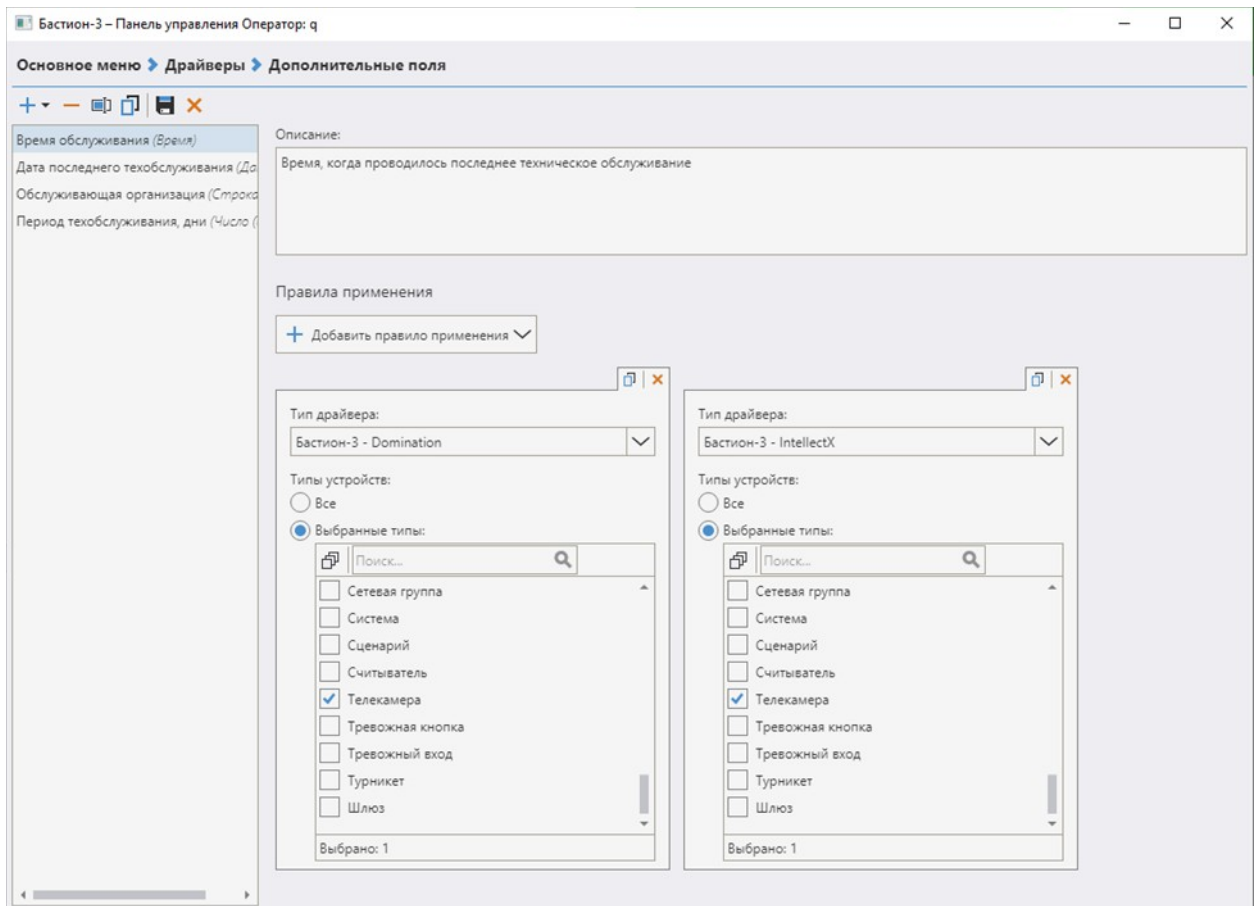 Бастион-3 – Панель управления Оператор: q
Основное меню Драйверы Дополнительные поля
Время обслуживания (Время)
Дата последнего техобслуживания (Да
Обслуживающая организация (Строка
Период техобслуживания, дни (Число (
Описание:
Время, когда проводилось последнее техническое обслуживание
Правила применения
Добавить правило применения
Тип драйвера:
Бастион-3 - Domination
Типы устройств:
Все
Выбранные типы:
Поиск...
Сетевая группа
Система
Сценарий
Считыватель
Телекамера
Тревожная кнопка
Тревожный вход
Турникет
Шлюз
Выбрано: 1
Тип драйвера:
Бастион-3 - IntellectX
Типы устройств:
Все
Выбранные типы:
Поиск...
Сетевая группа
Система
Сценарий
Считыватель
Телекамера
Тревожная кнопка
Тревожный вход
Турникет
Шлюз
Выбрано: 1